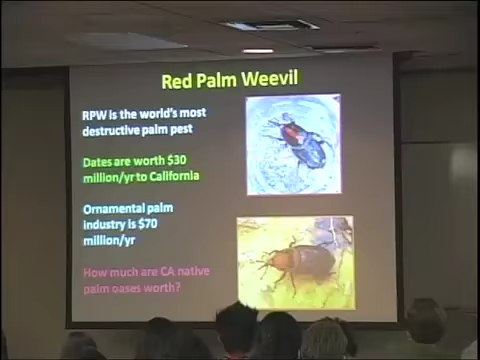 Red Palm Weevil
RPW is the world's most
destructive palm pest
Dates are worth $30
million/yr to California
Ornamental palm
industry is $70
million/yr
How much are CA native
palm oases worth?